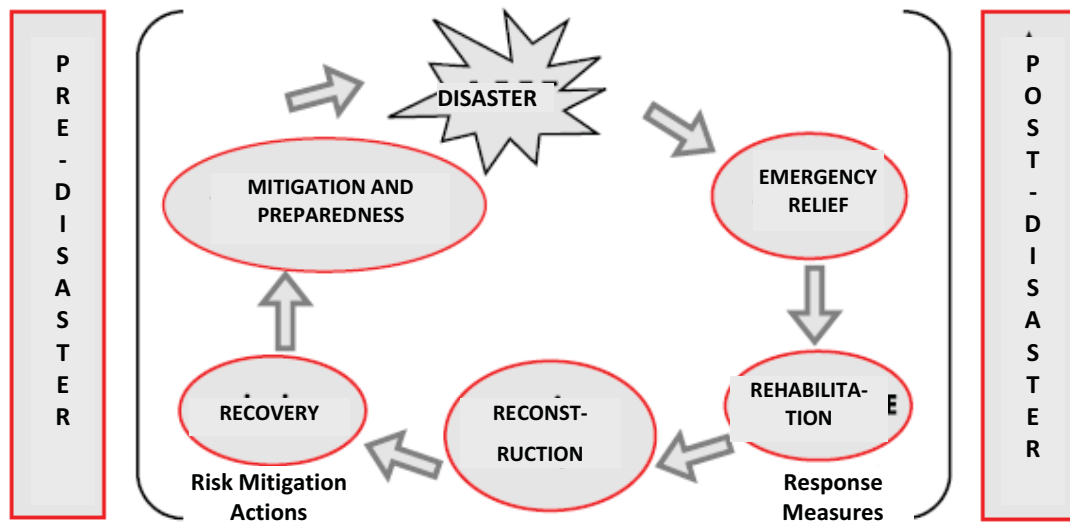 PRE-DISASTER
DISASTER
MITIGATION AND
PREPAREDNESS
EMERGENCY
RELIEF
RECOVERY
RECONST-
RUCTION
REHABILITA-
TION
E
Risk Mitigation
Actions
Response
Measures
POST-DISASTER